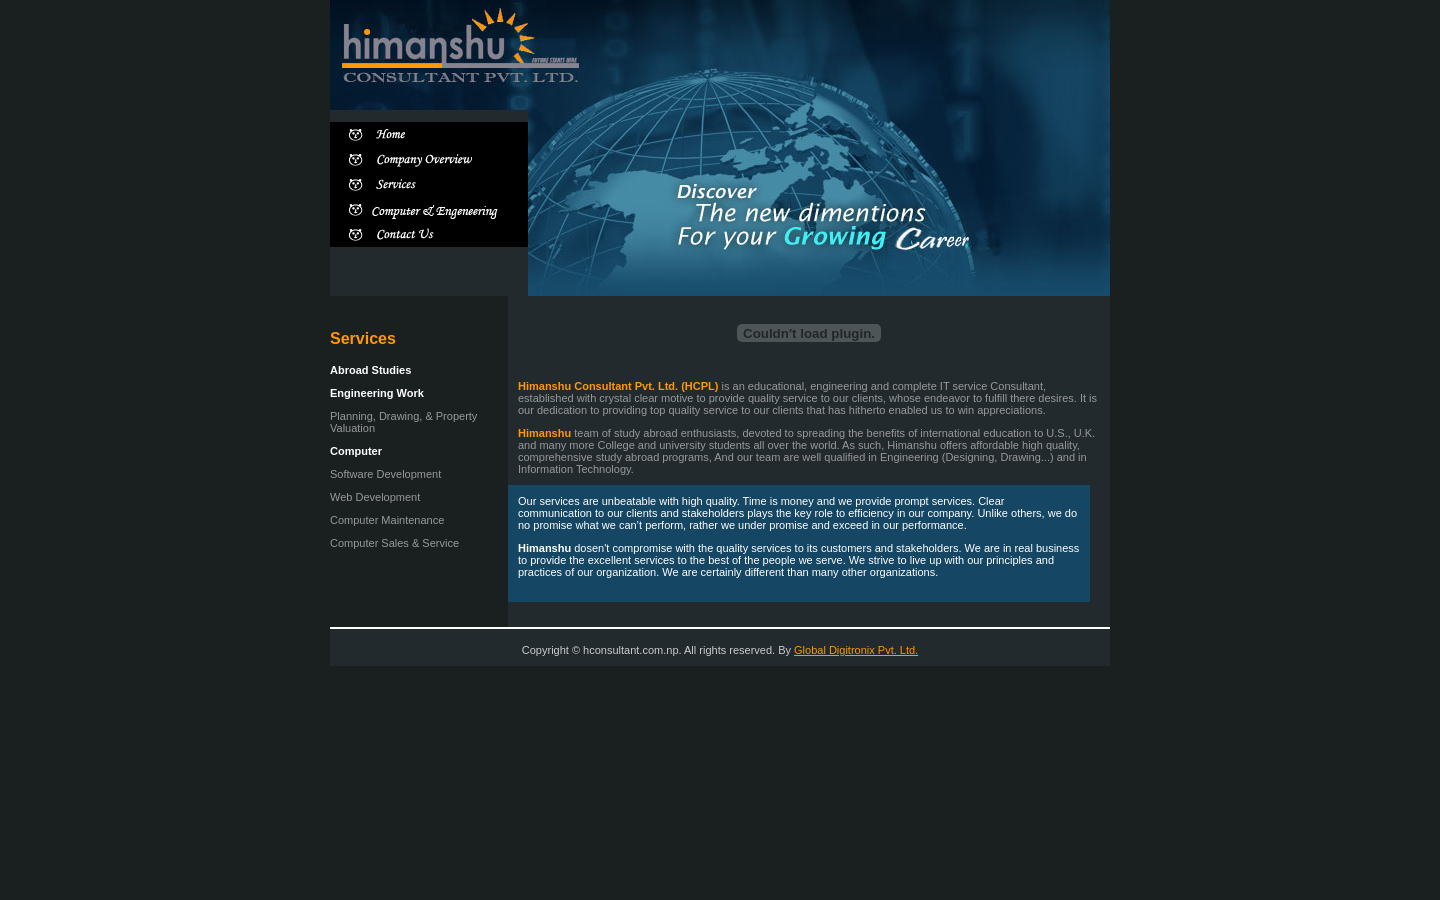 himanshu
FUTURE STARTS HERE
CONSULTANT PVT. LTD.
Home
Company Overview
Services
Computer & Engeneering
Contact Us
Discover
The new dimentions
For your Growing Career
Services
Abroad Studies
Engineering Work
Planning, Drawing, & Property
Valuation
Computer
Software Development
Web Development
Computer Maintenance
Computer Sales & Service
Couldn't load plugin.
Himanshu Consultant Pvt. Ltd. (HCPL) is an educational, engineering and complete IT service Consultant,
established with crystal clear motive to provide quality service to our clients, whose endeavor to fulfill there desires. It is
our dedication to providing top quality service to our clients that has hitherto enabled us to win appreciations.
Himanshu team of study abroad enthusiasts, devoted to spreading the benefits of international education to U.S., U.K.
and many more College and university students all over the world. As such, Himanshu offers affordable high quality,
comprehensive study abroad programs, And our team are well qualified in Engineering (Designing, Drawing...) and in
Information Technology.
Our services are unbeatable with high quality. Time is money and we provide prompt services. Clear
communication to our clients and stakeholders plays the key role to efficiency in our company. Unlike others, we do
no promise what we can't perform, rather we under promise and exceed in our performance.
Himanshu dosen't compromise with the quality services to its customers and stakeholders. We are in real business
to provide the excellent services to the best of the people we serve. We strive to live up with our principles and
practices of our organization. We are certainly different than many other organizations.
Copyright © hconsultant.com.np. All rights reserved. By Global Digitronix Pvt. Ltd.